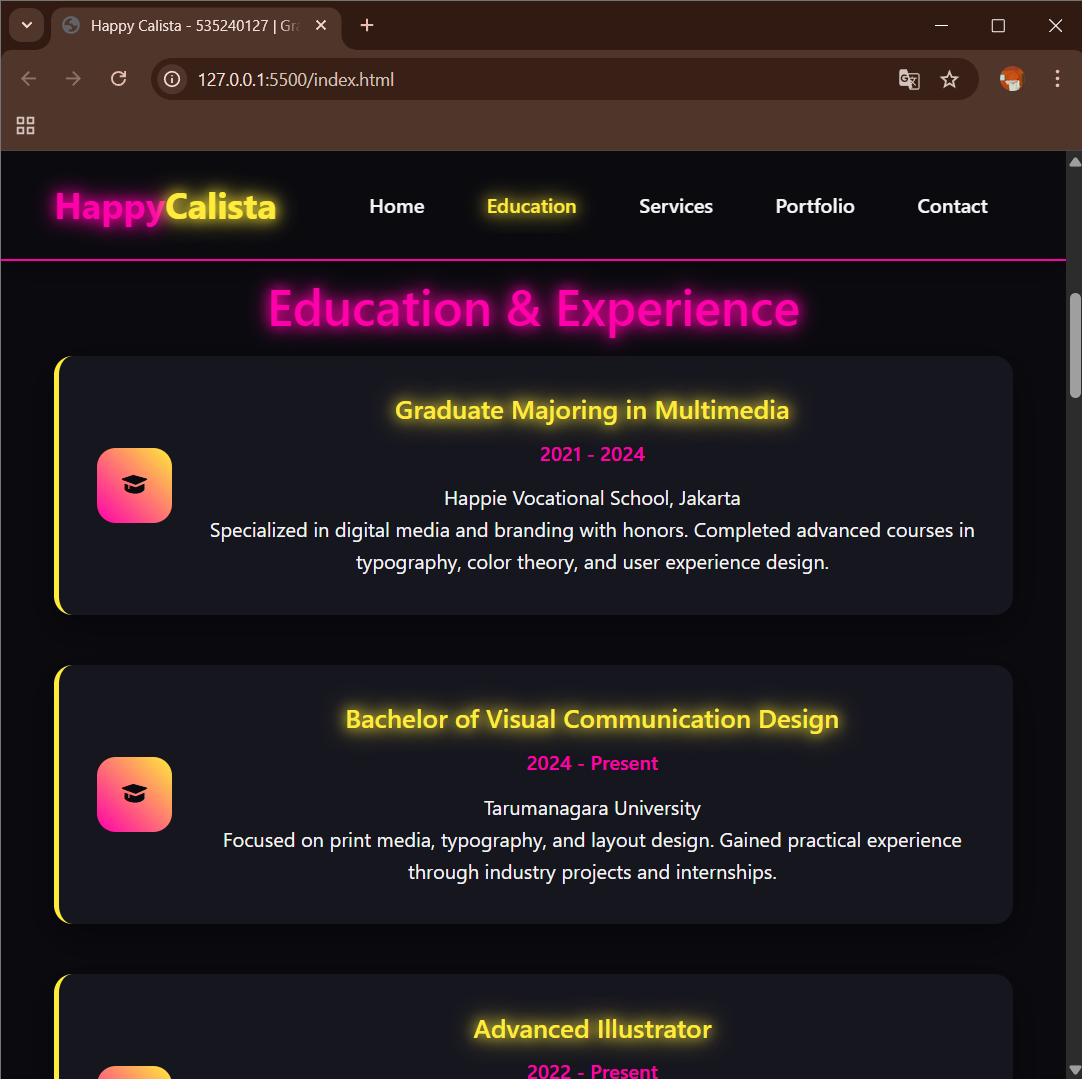 Happy Calista - 535240127 | Gra
127.0.0.1:5500/index.html
HappyCalista
Home
Education
Services
Portfolio
Contact
Education & Experience
Graduate Majoring in Multimedia
2021 - 2024
Happie Vocational School, Jakarta
Specialized in digital media and branding with honors. Completed advanced courses in
typography, color theory, and user experience design.
Bachelor of Visual Communication Design
2024 - Present
Tarumanagara University
Focused on print media, typography, and layout design. Gained practical experience
through industry projects and internships.
Advanced Illustrator
2022 - Present